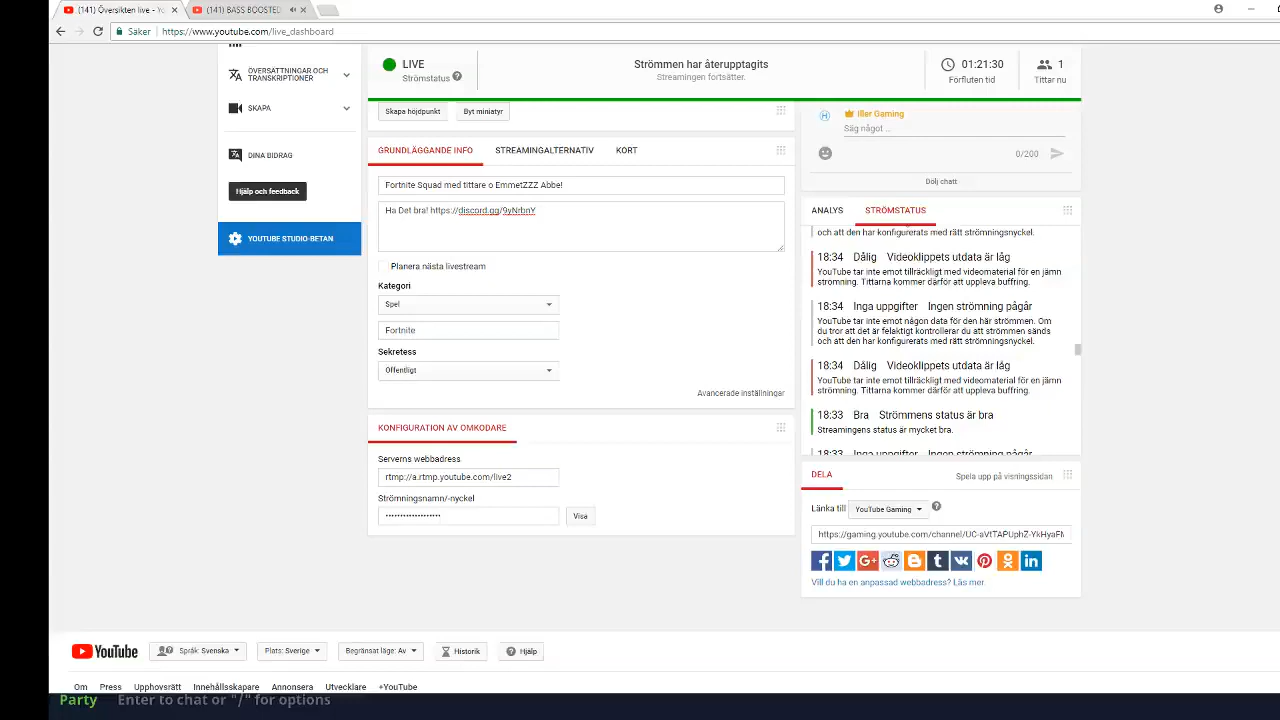 (141) Översikten live - Yo
(141) BASS BOOSTED
Säker
https://www.youtube.com/live_dashboard
ÖVERSÄTTNINGAR OCH
TRANSKRIPTIONER
SKAPA
DINA BIDRAG
Hjälp och feedback
YOUTUBE STUDIO-BETAN
LIVE
Strömstatus
Strömmen har återupptagits
Streamingen fortsätter.
01:21:30
Förfluten tid
1
Tittar nu
Skapa höjdpunkt
Byt miniatyr
GRUNDLÄGGANDE INFO
STREAMINGALTERNATIV
KORT
Fortnite Squad med tittare o EmmetZZZ Abbe!
Ha Det bra! https://discord.gg/9yNrbnY
Planera nästa livestream
Kategori
Spel
Fortnite
Sekretess
Offentligt
Avancerade inställningar
KONFIGURATION AV OMKODARE
Serverns webbadress
rtmp://a.rtmp.youtube.com/live2
Strömningsnamn/-nyckel
••••••••••••••••••
Visa
Iller Gaming
Säg något ...
0/200
Dölj chatt
ANALYS
STRÖMSTATUS
och att den har konfigurerats med rätt strömningsnyckel.
18:34 Dålig Videoklippets utdata är låg
YouTube tar inte emot tillräckligt med videomaterial för en jämn
strömning. Tittarna kommer därför att uppleva buffring.
18:34 Inga uppgifter Ingen strömning pågår
YouTube tar inte emot någon data för den här strömmen. Om
du tror att det är felaktigt kontrollerar du att strömmen sänds
och att den har konfigurerats med rätt strömningsnyckel.
18:34 Dålig Videoklippets utdata är låg
YouTube tar inte emot tillräckligt med videomaterial för en jämn
strömning. Tittarna kommer därför att uppleva buffring.
18:33 Bra Strömmens status är bra
Streamingens status är mycket bra.
18:33 Inga uppgifter Ingen strömning pågår
DELA
Spela upp på visningssidan
Länka till
YouTube Gaming
https://gaming.youtube.com/channel/UC-aVtTAPUphZ-YkHyaFM
Vill du ha en anpassad webbadress? Läs mer.
YouTube
Språk: Svenska
Plats: Sverige
Begränsat läge: Av
Historik
Hjälp
Om Press Upphovsrätt Innehållsskapare Annonsera Utvecklare +YouTube
Party Enter to chat or "/" for options